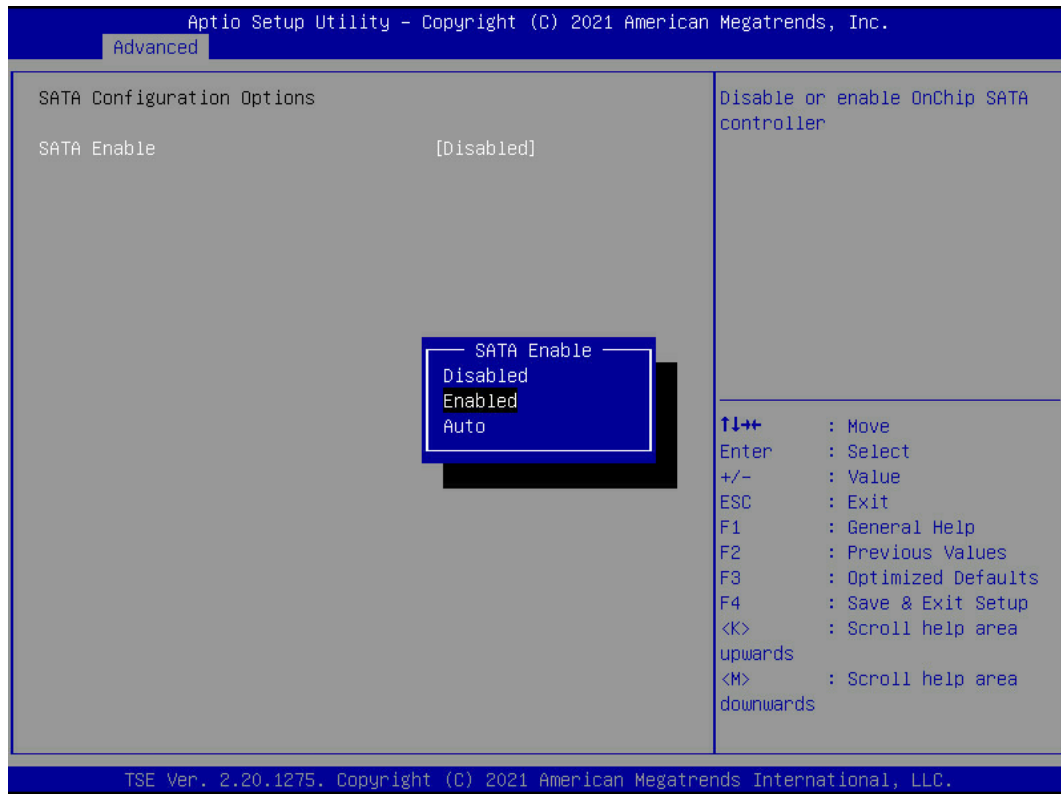 Aptio Setup Utility – Copyright (C) 2021 American Megatrends, Inc.
Advanced
SATA Configuration Options
SATA Enable [Disabled]
Disable or enable OnChip SATA
controller
SATA Enable
Disabled
Enabled
Auto
↑↓→← : Move
Enter : Select
+/- : Value
ESC : Exit
F1 : General Help
F2 : Previous Values
F3 : Optimized Defaults
F4 : Save & Exit Setup
<K> : Scroll help area
upwards
<M> : Scroll help area
downwards
TSE Ver. 2.20.1275. Copyright (C) 2021 American Megatrends International, LLC.